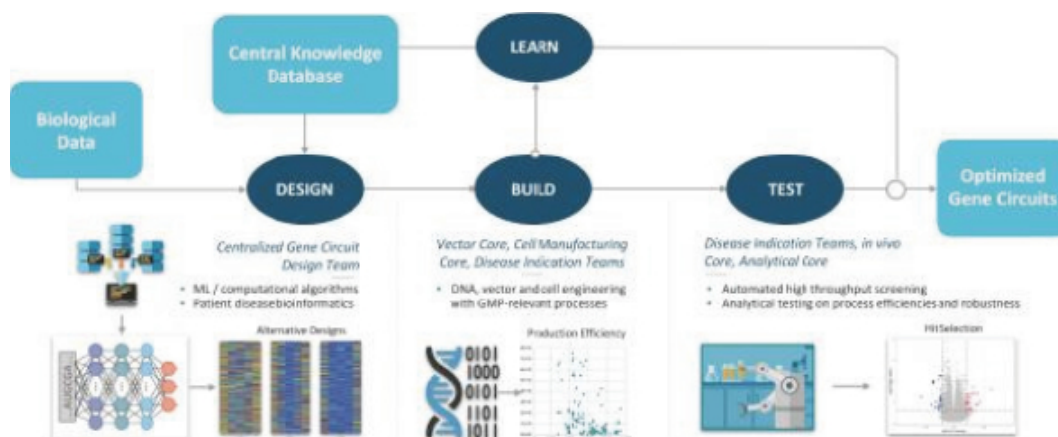 Central Knowledge
Database
LEARN
Biological
Data
DESIGN
BUILD
TEST
Optimized
Gene Circuits
Centralized Gene Circuit
Design Team
• ML / computational algorithms
• Patient diseasebioinformatics
Alternative Designs
AUGCGA
Vector Core, Cell Manufacturing
Core, Disease Indication Teams
• DNA, vector and cell engineering
with GMP-relevant processes
Production Efficiency
0101
1000
0101
1101
1011
Disease Indication Teams, in vivo
Core, Analytical Core
• Automated high throughput screening
• Analytical testing on process efficiencies and robustness
HitSelection